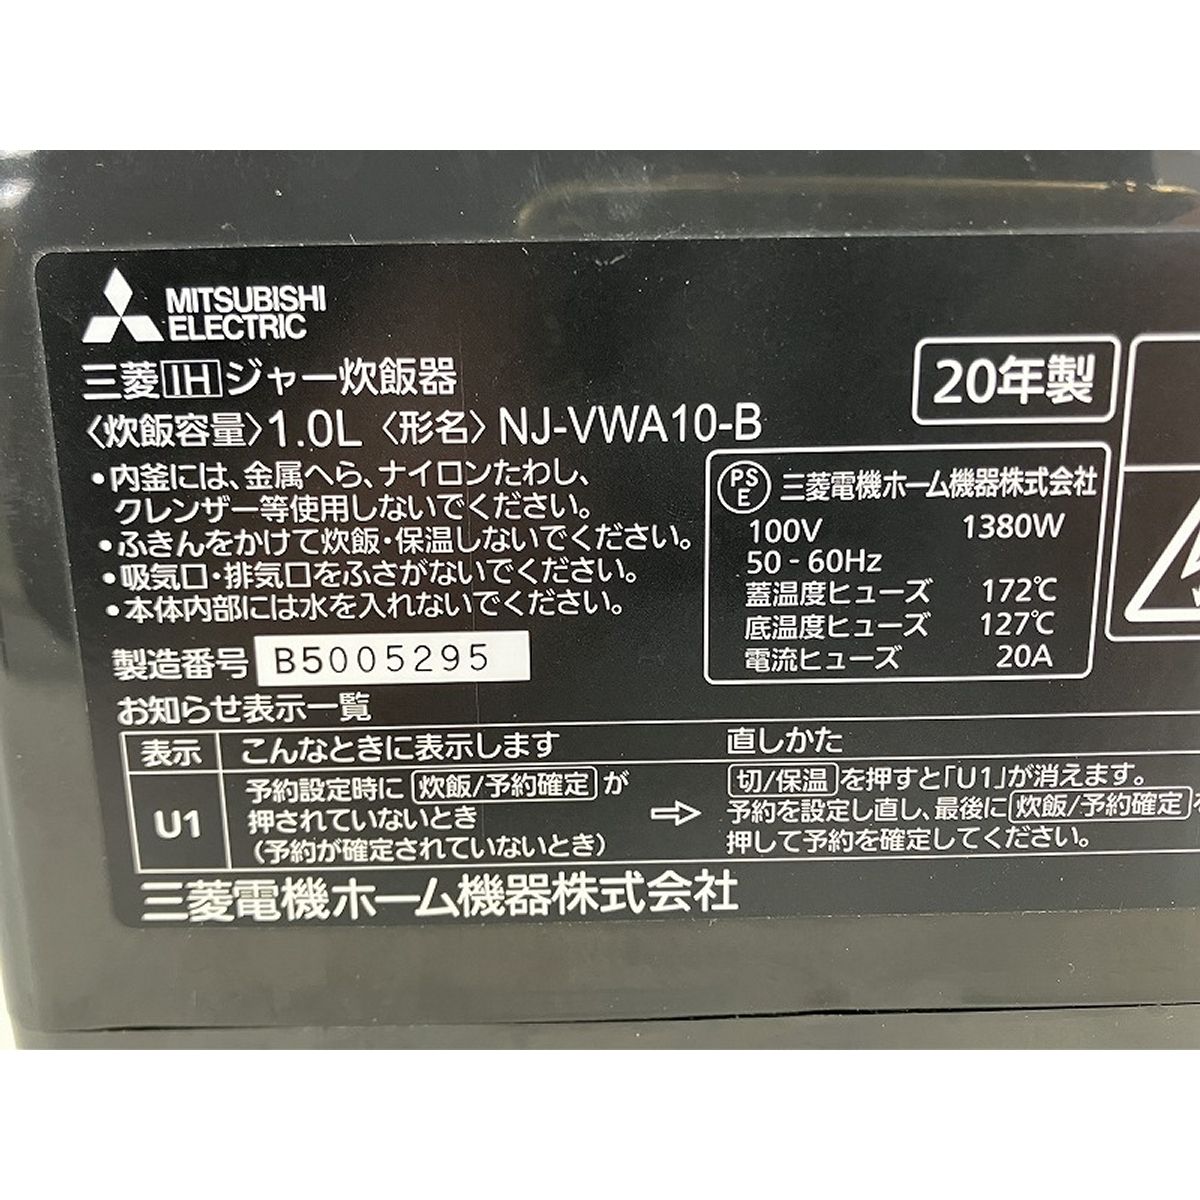 MITSUBISHI
ELECTRIC
三菱IHジャー炊飯器
〈炊飯容量〉1.0L 〈形名〉NJ-VWA10-B
20年製
•内釜には、金属へら、ナイロンたわし、
クレンザー等使用しないでください。
•ふきんをかけて炊飯・保温しないでください。
•吸気口・排気口をふさがないでください。
•本体内部には水を入れないでください。
PS
E
三菱電機ホーム機器株式会社
100V 1380W
50-60Hz
蓋温度ヒューズ 172℃
底温度ヒューズ 127℃
電流ヒューズ 20A
製造番号 B5005295
お知らせ表示一覧
表示 こんなときに表示します 直しかた
U1
予約設定時に 炊飯/予約確定 が
押されていないとき
(予約が確定されていないとき)
⇨
切/保温 を押すと「U1」が消えます。
予約を設定し直し、最後に 炊飯/予約確定 を
押して予約を確定してください。
三菱電機ホーム機器株式会社